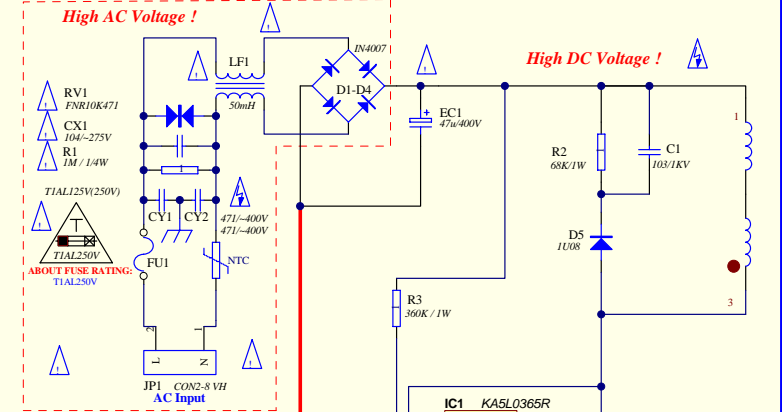 High AC Voltage !
IN4007
LF1
High DC Voltage !
RV1
FNR10K471
D1-D4
50mH
EC1
47u/400V
CX1
104/~275V
1
R1
1M / 1/4W
R2
68K/1W
C1
103/1KV
1
T1AL125V(250V)
CY1
CY2
471/~400V
471/~400V
T1AL250V
ABOUT FUSE RATING:
T1AL250V
FU1
NTC
D5
1U08
R3
360K / 1W
3
2
1
L
N
JP1
CON2-8 VH
AC Input
IC1
KA5L0365R